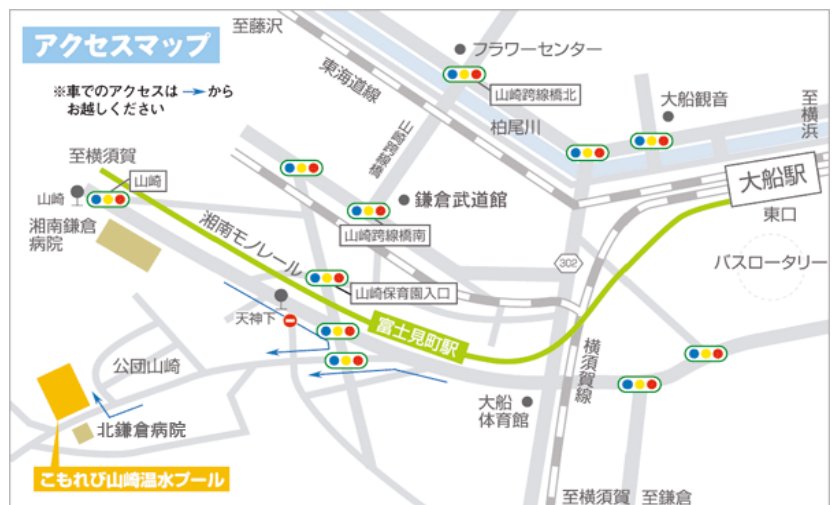 アクセスマップ
※車でのアクセスは→から
お越しください
至藤沢
東海道線
フラワーセンター
山崎跨線橋北
柏尾川
大船観音
至横浜
山崎跨線橋
大船駅
東口
バスロータリー
至横須賀
山崎
山崎
湘南鎌倉
病院
湘南モノレール
鎌倉武道館
山崎跨線橋南
山崎保育園入口
302
天神下
富士見町駅
公団山崎
横須賀線
大船
体育館
北鎌倉病院
こもれび山崎温水プール
至横須賀
至鎌倉